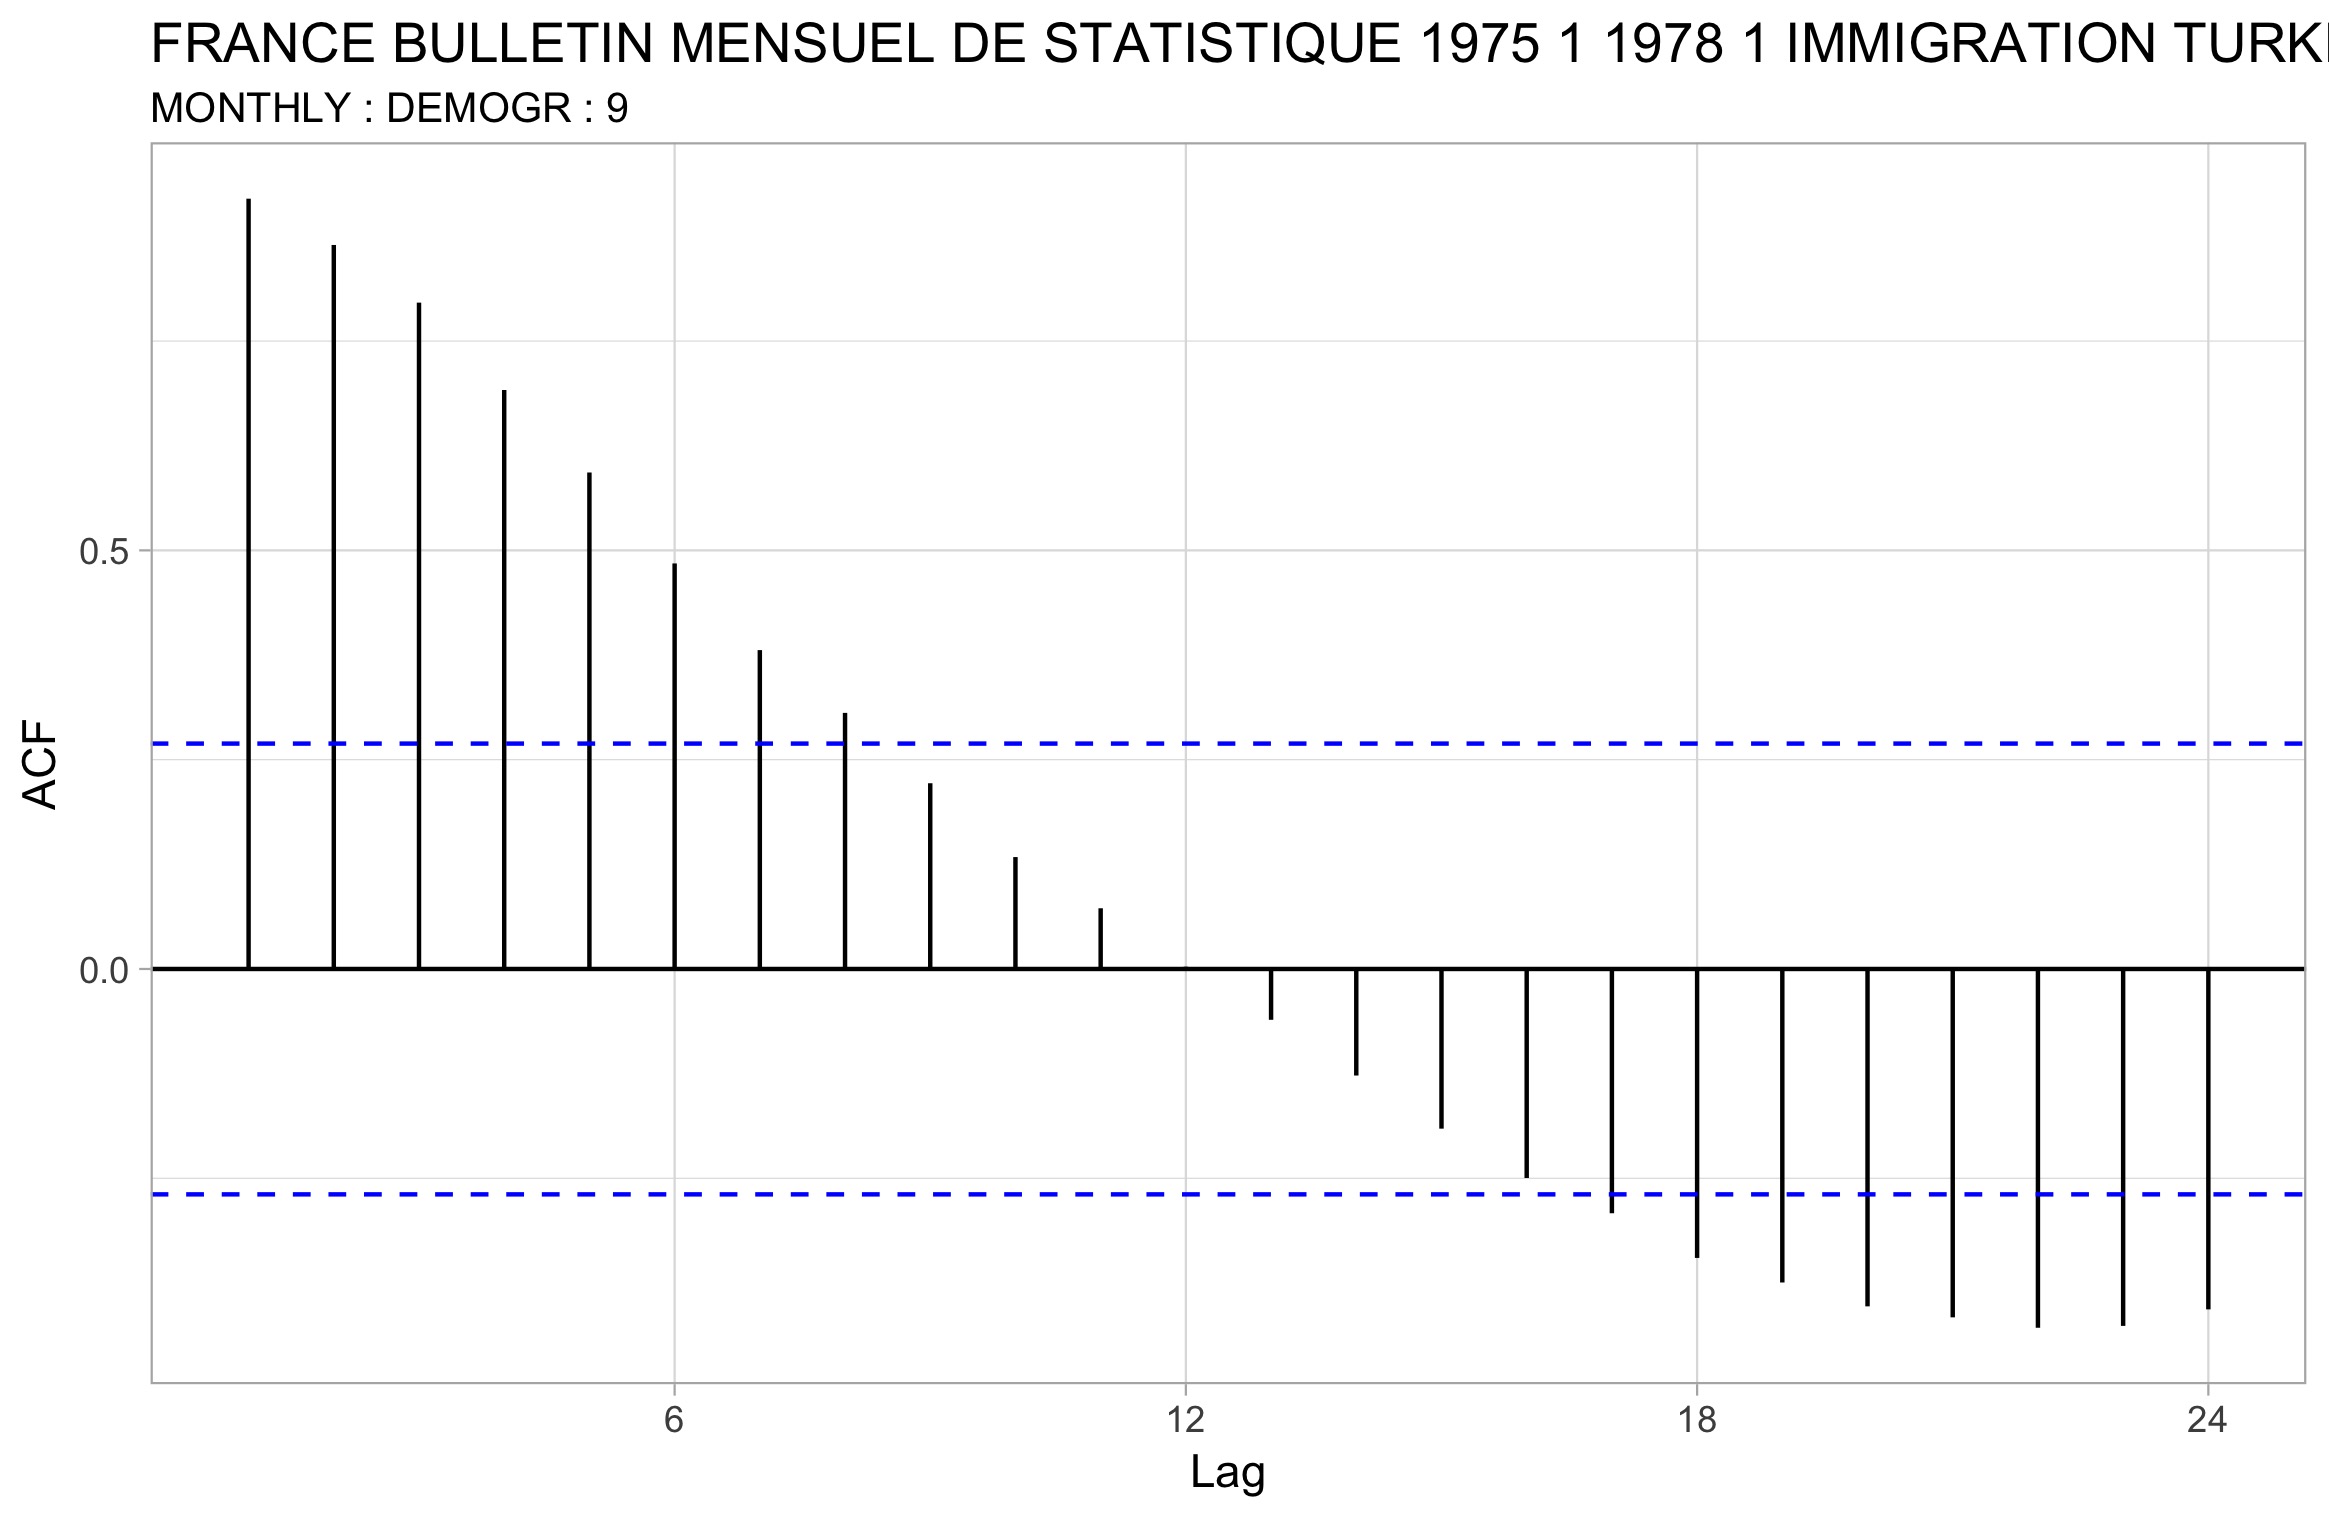 FRANCE BULLETIN MENSUEL DE STATISTIQUE 1975 1 1978 1 IMMIGRATION
MONTHLY : DEMOGR : 9
0.5
0.0
ACF
6 12 18 24
Lag